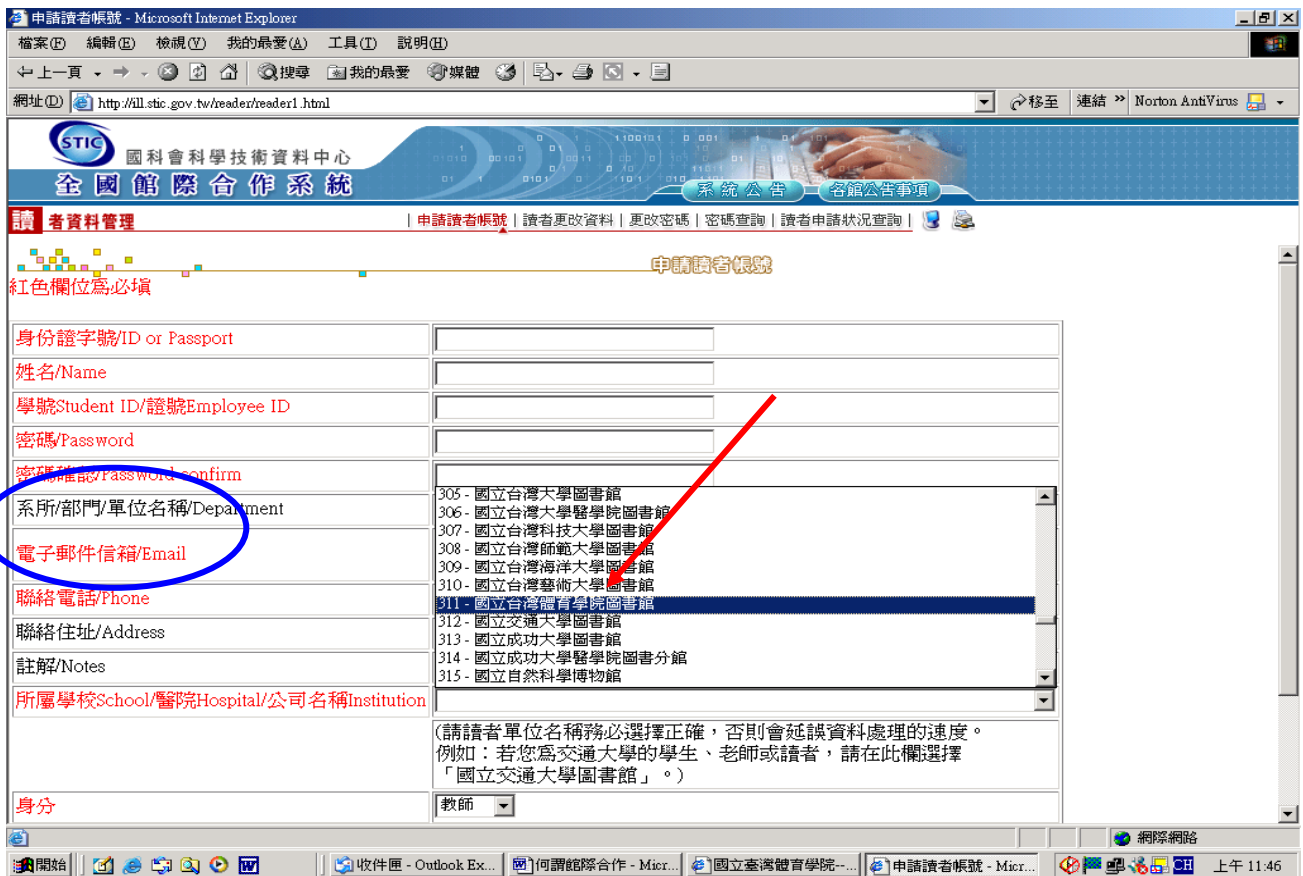 申請讀者帳號 - Microsoft Internet Explorer
檔案(F) 編輯(E) 檢視(V) 我的最愛(A) 工具(T) 說明(H)
上一頁 搜尋 我的最愛 媒體
網址(D) http://ill.stic.gov.tw/reader/reader1.html 移至 連結 » Norton AntiVirus
STIC 國科會科學技術資料中心
全國館際合作系統
系統公告 各館公告事項
讀者資料管理 | 申請讀者帳號 | 讀者更改資料 | 更改密碼 | 密碼查詢 | 讀者申請狀況查詢 |
申請讀者帳號
紅色欄位為必填
身份證字號/ID or Passport
姓名/Name
學號Student ID/證號Employee ID
密碼/Password
密碼確認/Password confirm
系所/部門/單位名稱/Department
電子郵件信箱/Email
聯絡電話/Phone
聯絡住址/Address
註解/Notes
305 - 國立台灣大學圖書館
306 - 國立台灣大學醫學院圖書館
307 - 國立台灣科技大學圖書館
308 - 國立台灣師範大學圖書館
309 - 國立台灣海洋大學圖書館
310 - 國立台灣藝術大學圖書館
311 - 國立台灣體育學院圖書館
312 - 國立交通大學圖書館
313 - 國立成功大學圖書館
314 - 國立成功大學醫學院圖書分館
315 - 國立自然科學博物館
所屬學校School/醫院Hospital/公司名稱Institution
(請讀者單位名稱務必選擇正確，否則會延誤資料處理的速度。
例如：若您為交通大學的學生、老師或讀者，請在此欄選擇
「國立交通大學圖書館」。)
身分 教師
網際網路
開始 收件匣 - Outlook Ex... 何謂館際合作 - Micr... 國立臺灣體育學院--... 申請讀者帳號 - Micr... CH 上午 11:46